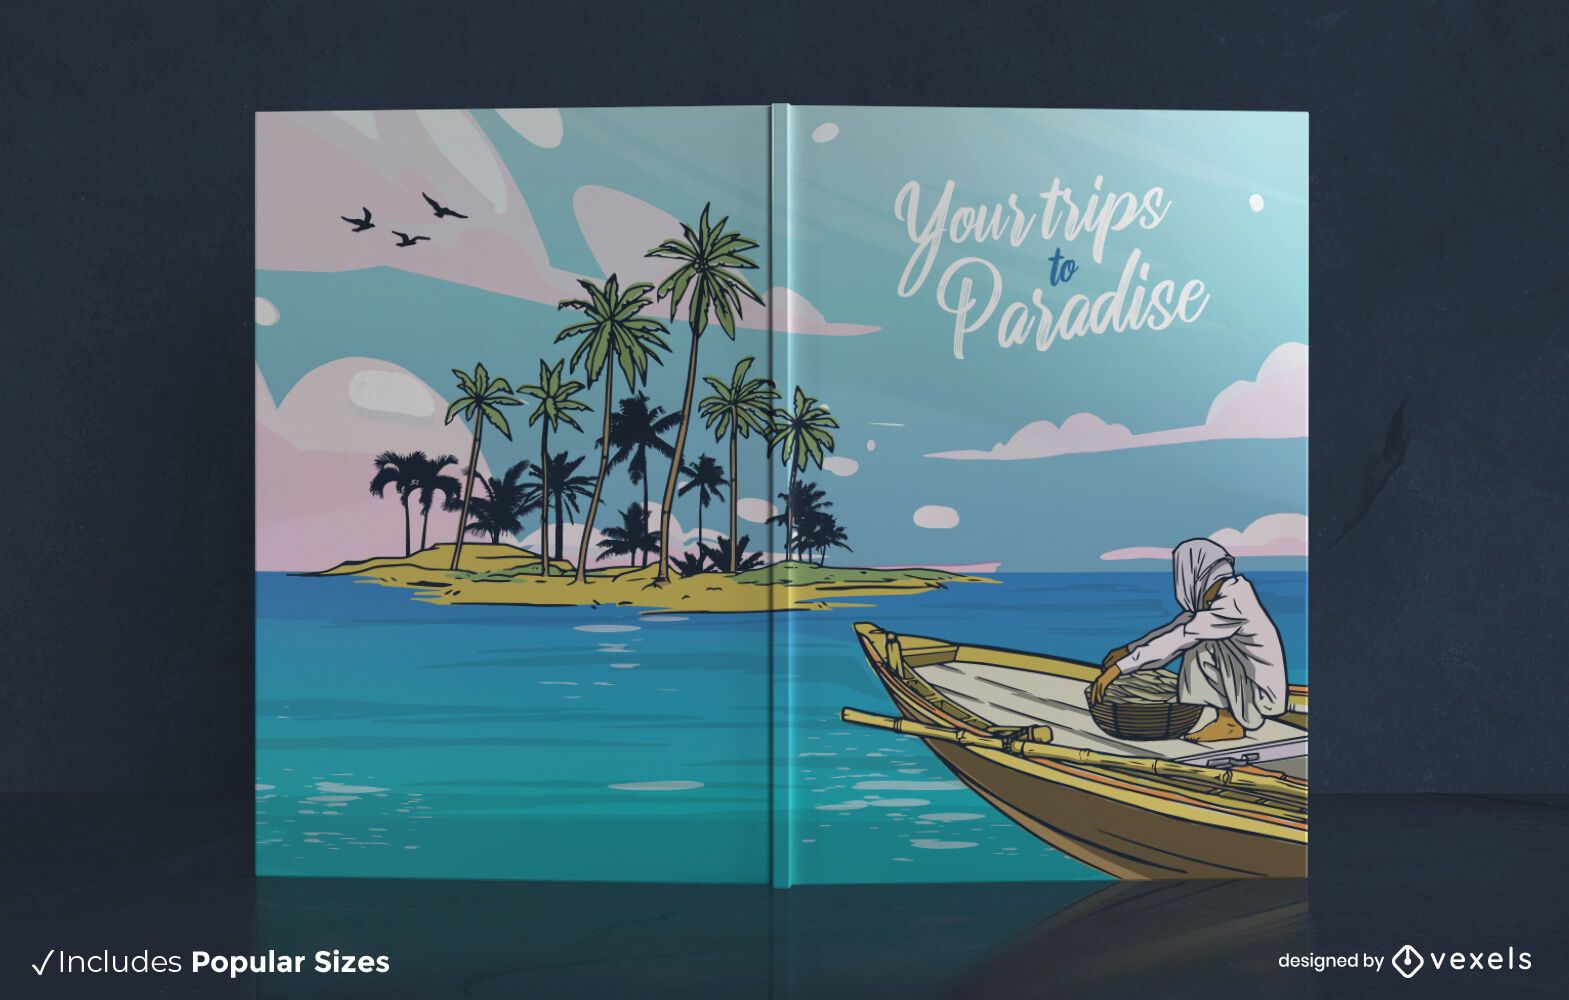 Your trips
to
Paradise
✓Includes Popular Sizes
designed by vexels